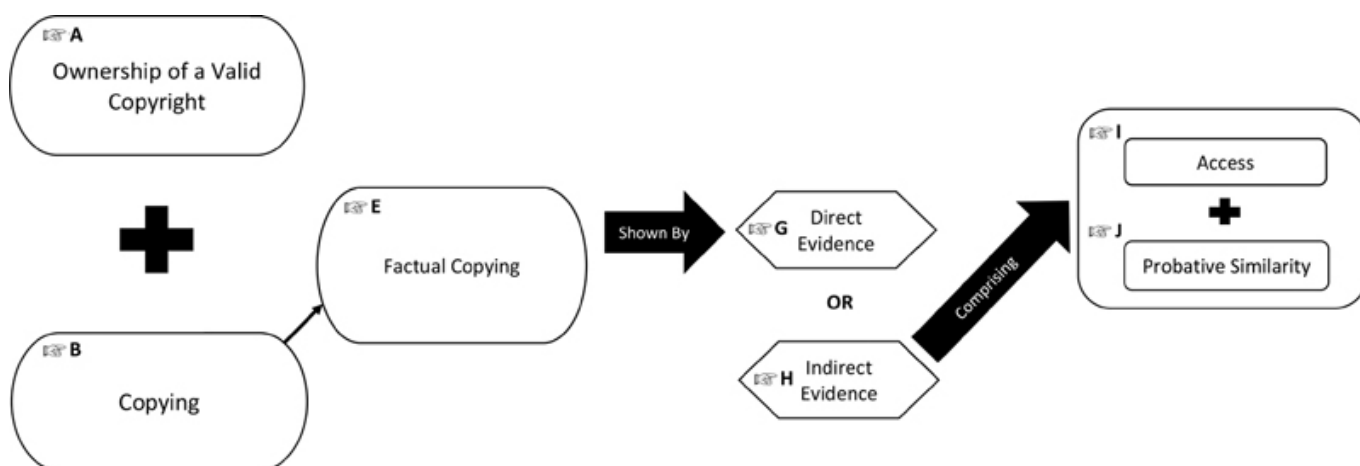 ☞ A
Ownership of a Valid
Copyright
☞ B
Copying
☞ E
Factual Copying
Shown By
☞ G
Direct
Evidence
OR
☞ H
Indirect
Evidence
Comprising
☞ I
Access
☞ J
Probative Similarity